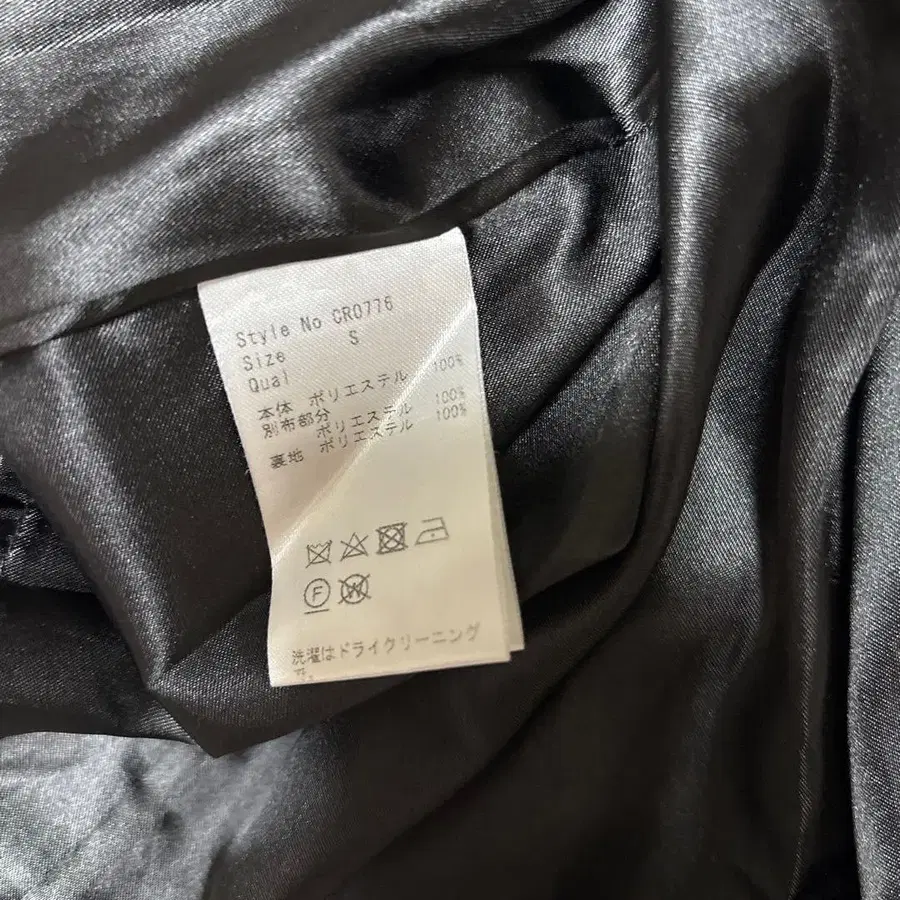 Style No CR0776
Size S
Qual
本体 ポリエステル 100%
別布部分
ポリエステル 100%
裏地 ポリエステル 100%
F
W
洗濯はドライクリーニング